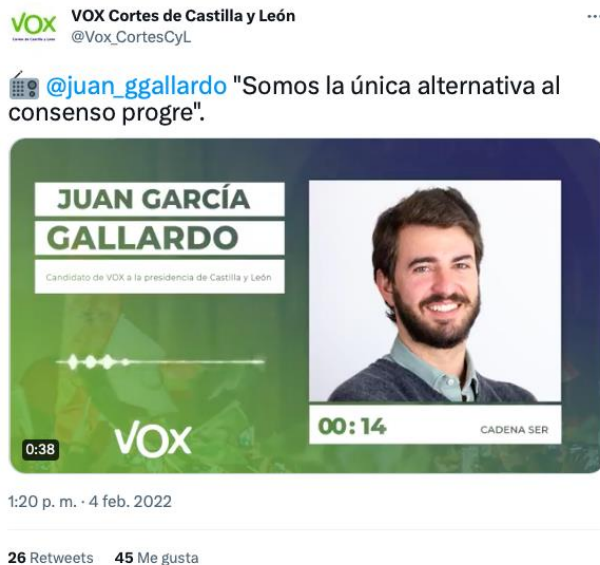 VOX VOX Cortes de Castilla y León
Cortes de Castilla y León @Vox_CortesCyL
@juan_ggallardo "Somos la única alternativa al
consenso progre".
JUAN GARCÍA
GALLARDO
Candidato de VOX a la presidencia de Castilla y León
VOX
0:38
00:14 CADENA SER
1:20 p. m. · 4 feb. 2022
26 Retweets 45 Me gusta